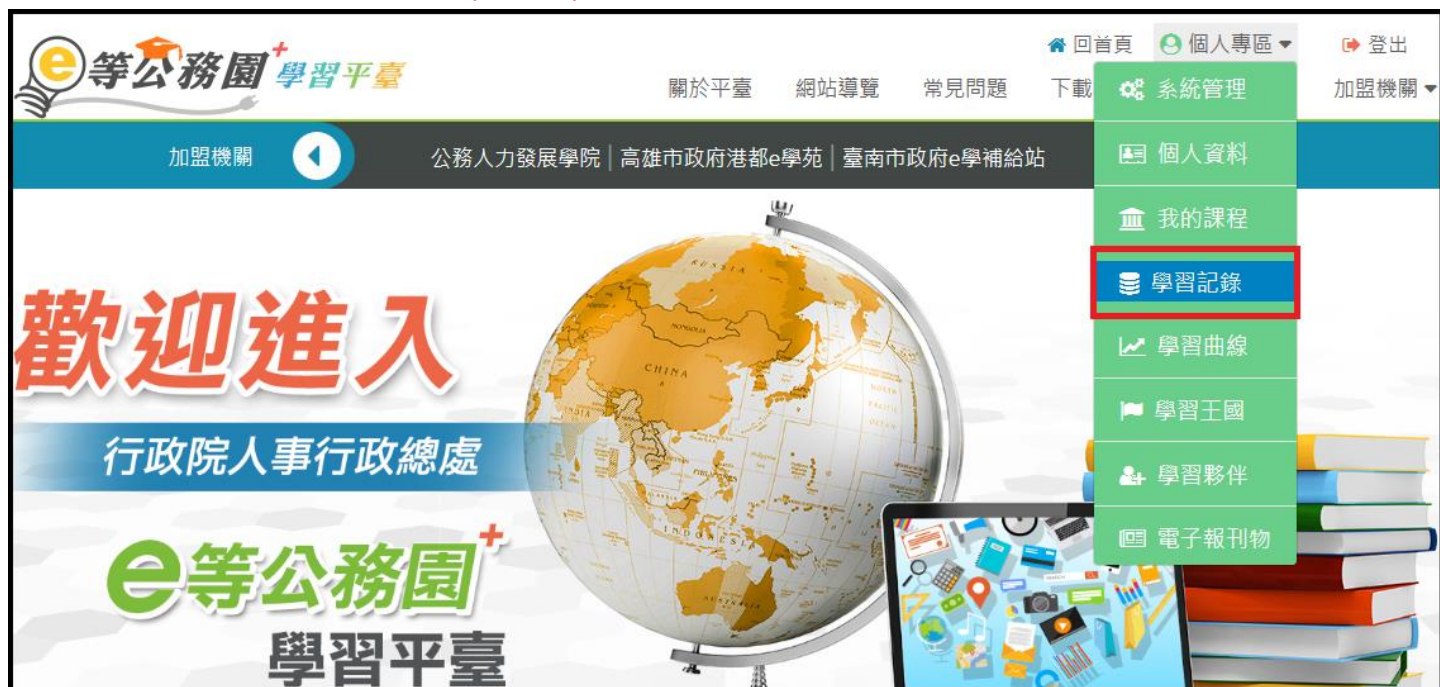 e等公務園+學習平臺
回首頁 個人專區 登出
關於平臺 網站導覽 常見問題 下載 加盟機關
系統管理
加盟機關 公務人力發展學院|高雄市政府港都e學苑|臺南市政府e學補給站
個人資料
我的課程
學習記錄
學習曲線
學習王國
學習夥伴
電子報刊物
歡迎進入
行政院人事行政總處
e等公務園+
學習平臺
RUSSIA
MONGOLIA
CHINA
INDIA
INDONESIA
AUSTRALIA